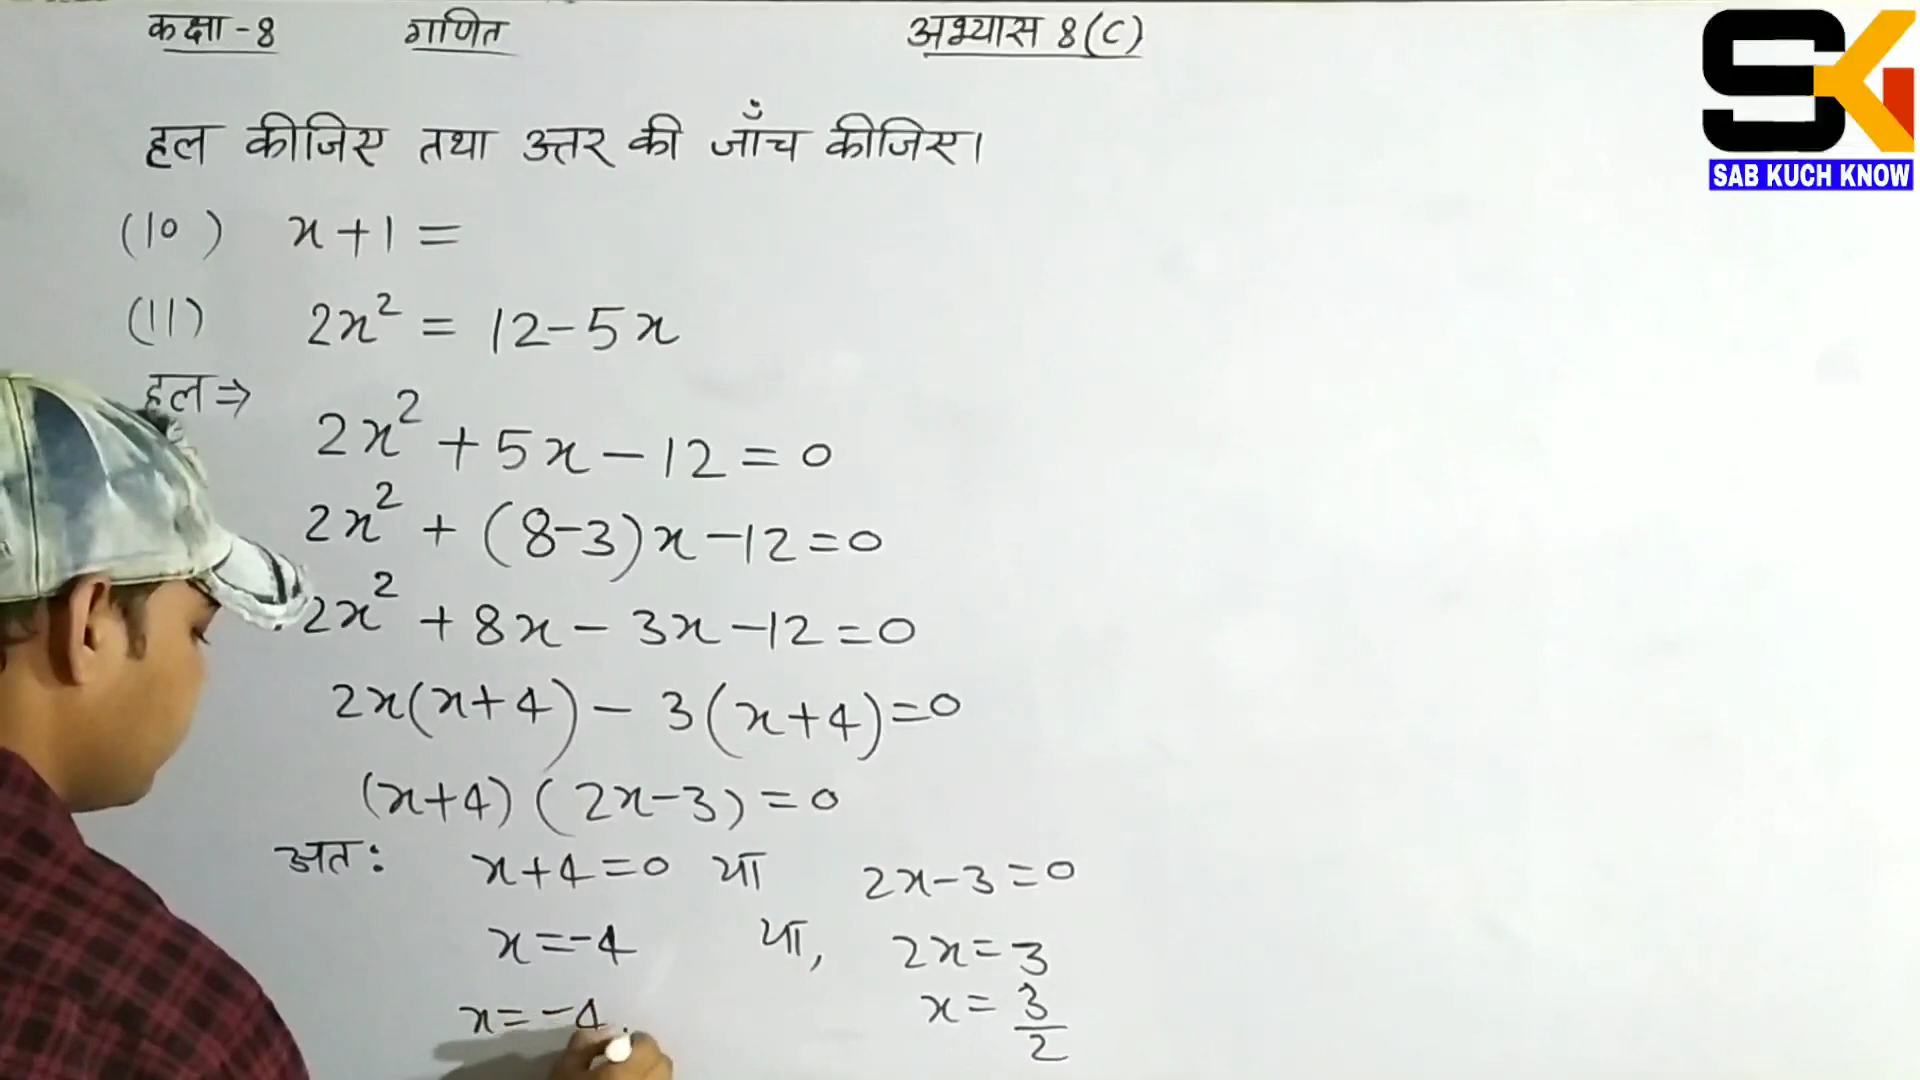 कक्षा - 8 गणित अभ्यास 8(C)
SK
SAB KUCH KNOW
हल कीजिए तथा उत्तर की जाँच कीजिए।
(10) x+1=
(11) 2x² = 12-5x
हल ⇒
2x² + 5x - 12 = 0
2x² + (8-3)x - 12 = 0
2x² + 8x - 3x - 12 = 0
2x(x+4) - 3(x+4) = 0
(x+4) (2x-3) = 0
अतः x+4=0 या 2x-3=0
x=-4 या, 2x=3
x=-4, x=3/2